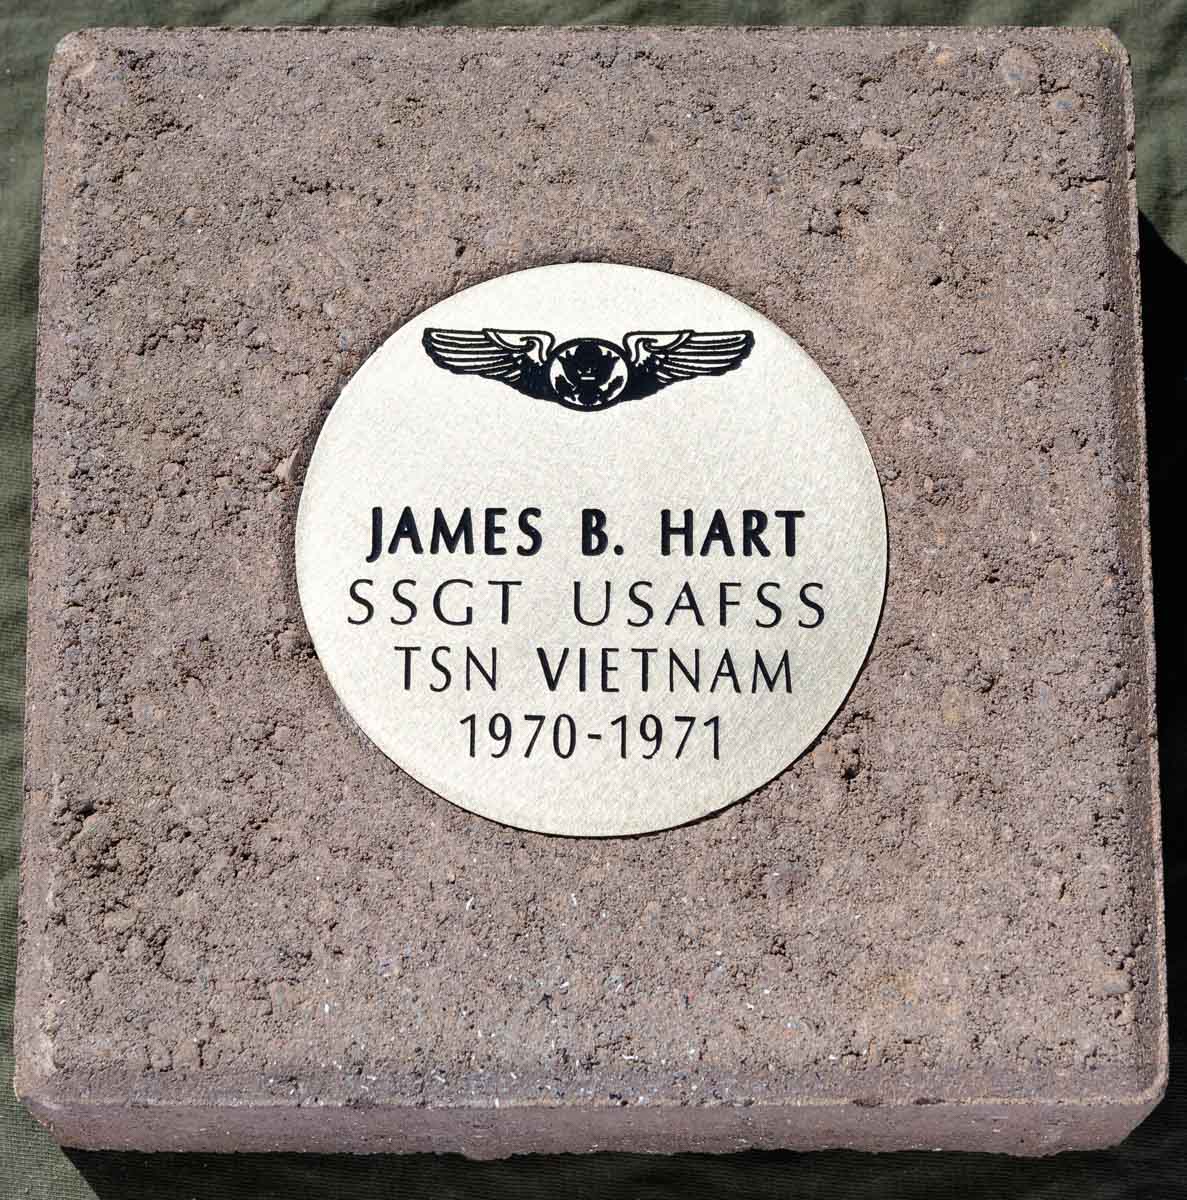 JAMES B. HART
SSGT USAFSS
TSN VIETNAM
1970-1971